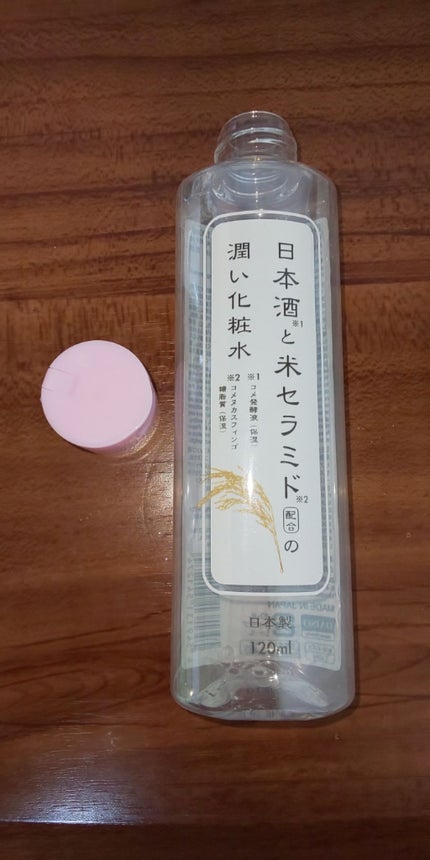 日本酒※1と米セラミド※2配合の
潤い化粧水
※1 コメ発酵液（保湿）
※2 コメヌカスフィンゴ
糖脂質（保湿）
日本製
120ml
MADE IN JAPAN